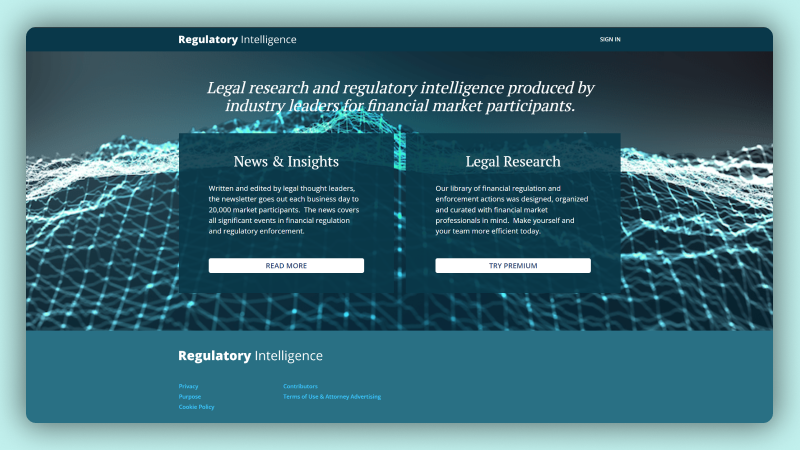 Regulatory Intelligence
SIGN IN
Legal research and regulatory intelligence produced by
industry leaders for financial market participants.
News & Insights
Written and edited by legal thought leaders,
the newsletter goes out each business day to
20,000 market participants. The news covers
all significant events in financial regulation
and regulatory enforcement.
READ MORE
Legal Research
Our library of financial regulation and
enforcement actions was designed, organized
and curated with financial market
professionals in mind. Make yourself and
your team more efficient today.
TRY PREMIUM
Regulatory Intelligence
Privacy
Purpose
Cookie Policy
Contributors
Terms of Use & Attorney Advertising